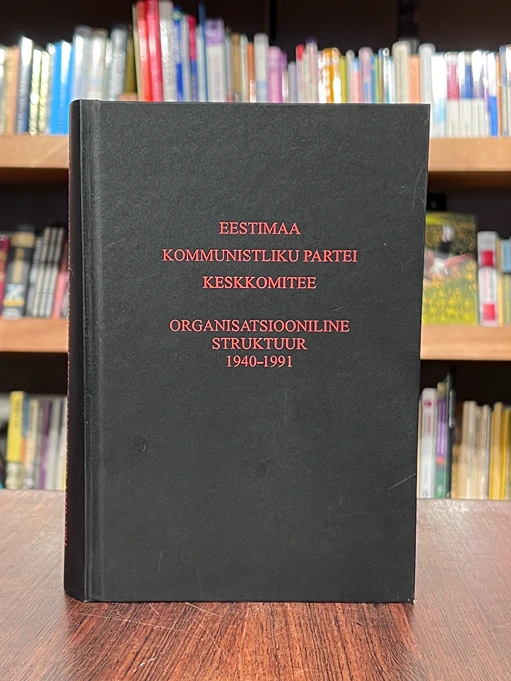 EESTIMAA
KOMMUNISTLIKU PARTEI
KESKKOMITEE
ORGANISATSIOONILINE
STRUKTUUR
1940–1991